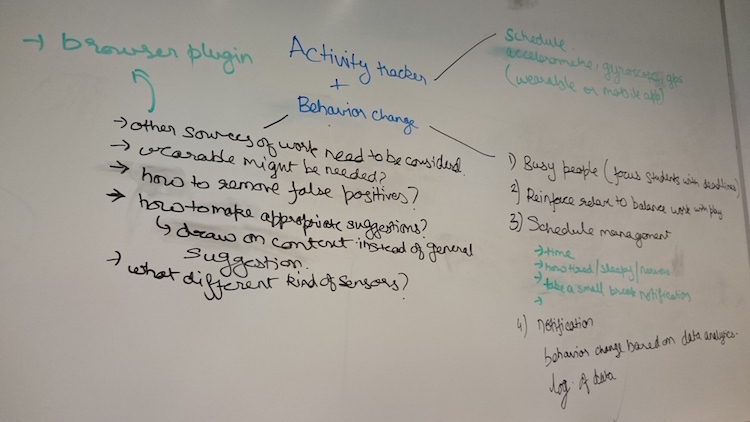 → browser plugin
Activity tracker
+
Behavior change
Schedule.
accelerometer, gyroscope, gps
(wearable or mobile app)
→ other sources of work need to be considered.
→ wearable might be needed?
→ how to remove false positives?
→ how to make appropriate suggestions?
↳ draw on content instead of general
suggestion.
→ what different kind of sensors?
1) Busy people (focus students with deadlines)
2) Reinforce relax to balance work with play
3) Schedule management
→ time
→ how tired/sleepy/nervous
→ take a small break notification
→
4) notification
behavior change based on data analytics.
log of data